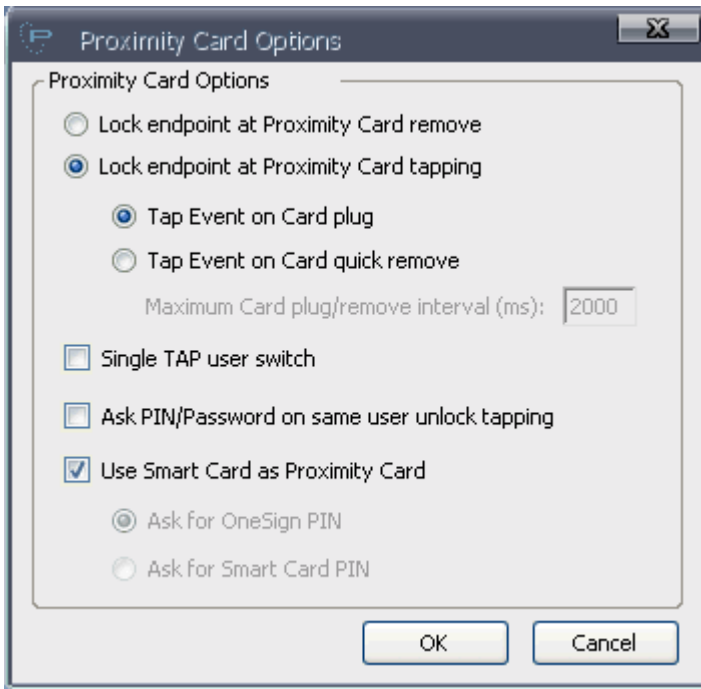 Proximity Card Options
Proximity Card Options
Lock endpoint at Proximity Card remove
Lock endpoint at Proximity Card tapping
Tap Event on Card plug
Tap Event on Card quick remove
Maximum Card plug/remove interval (ms): 2000
Single TAP user switch
Ask PIN/Password on same user unlock tapping
Use Smart Card as Proximity Card
Ask for OneSign PIN
Ask for Smart Card PIN
OK Cancel